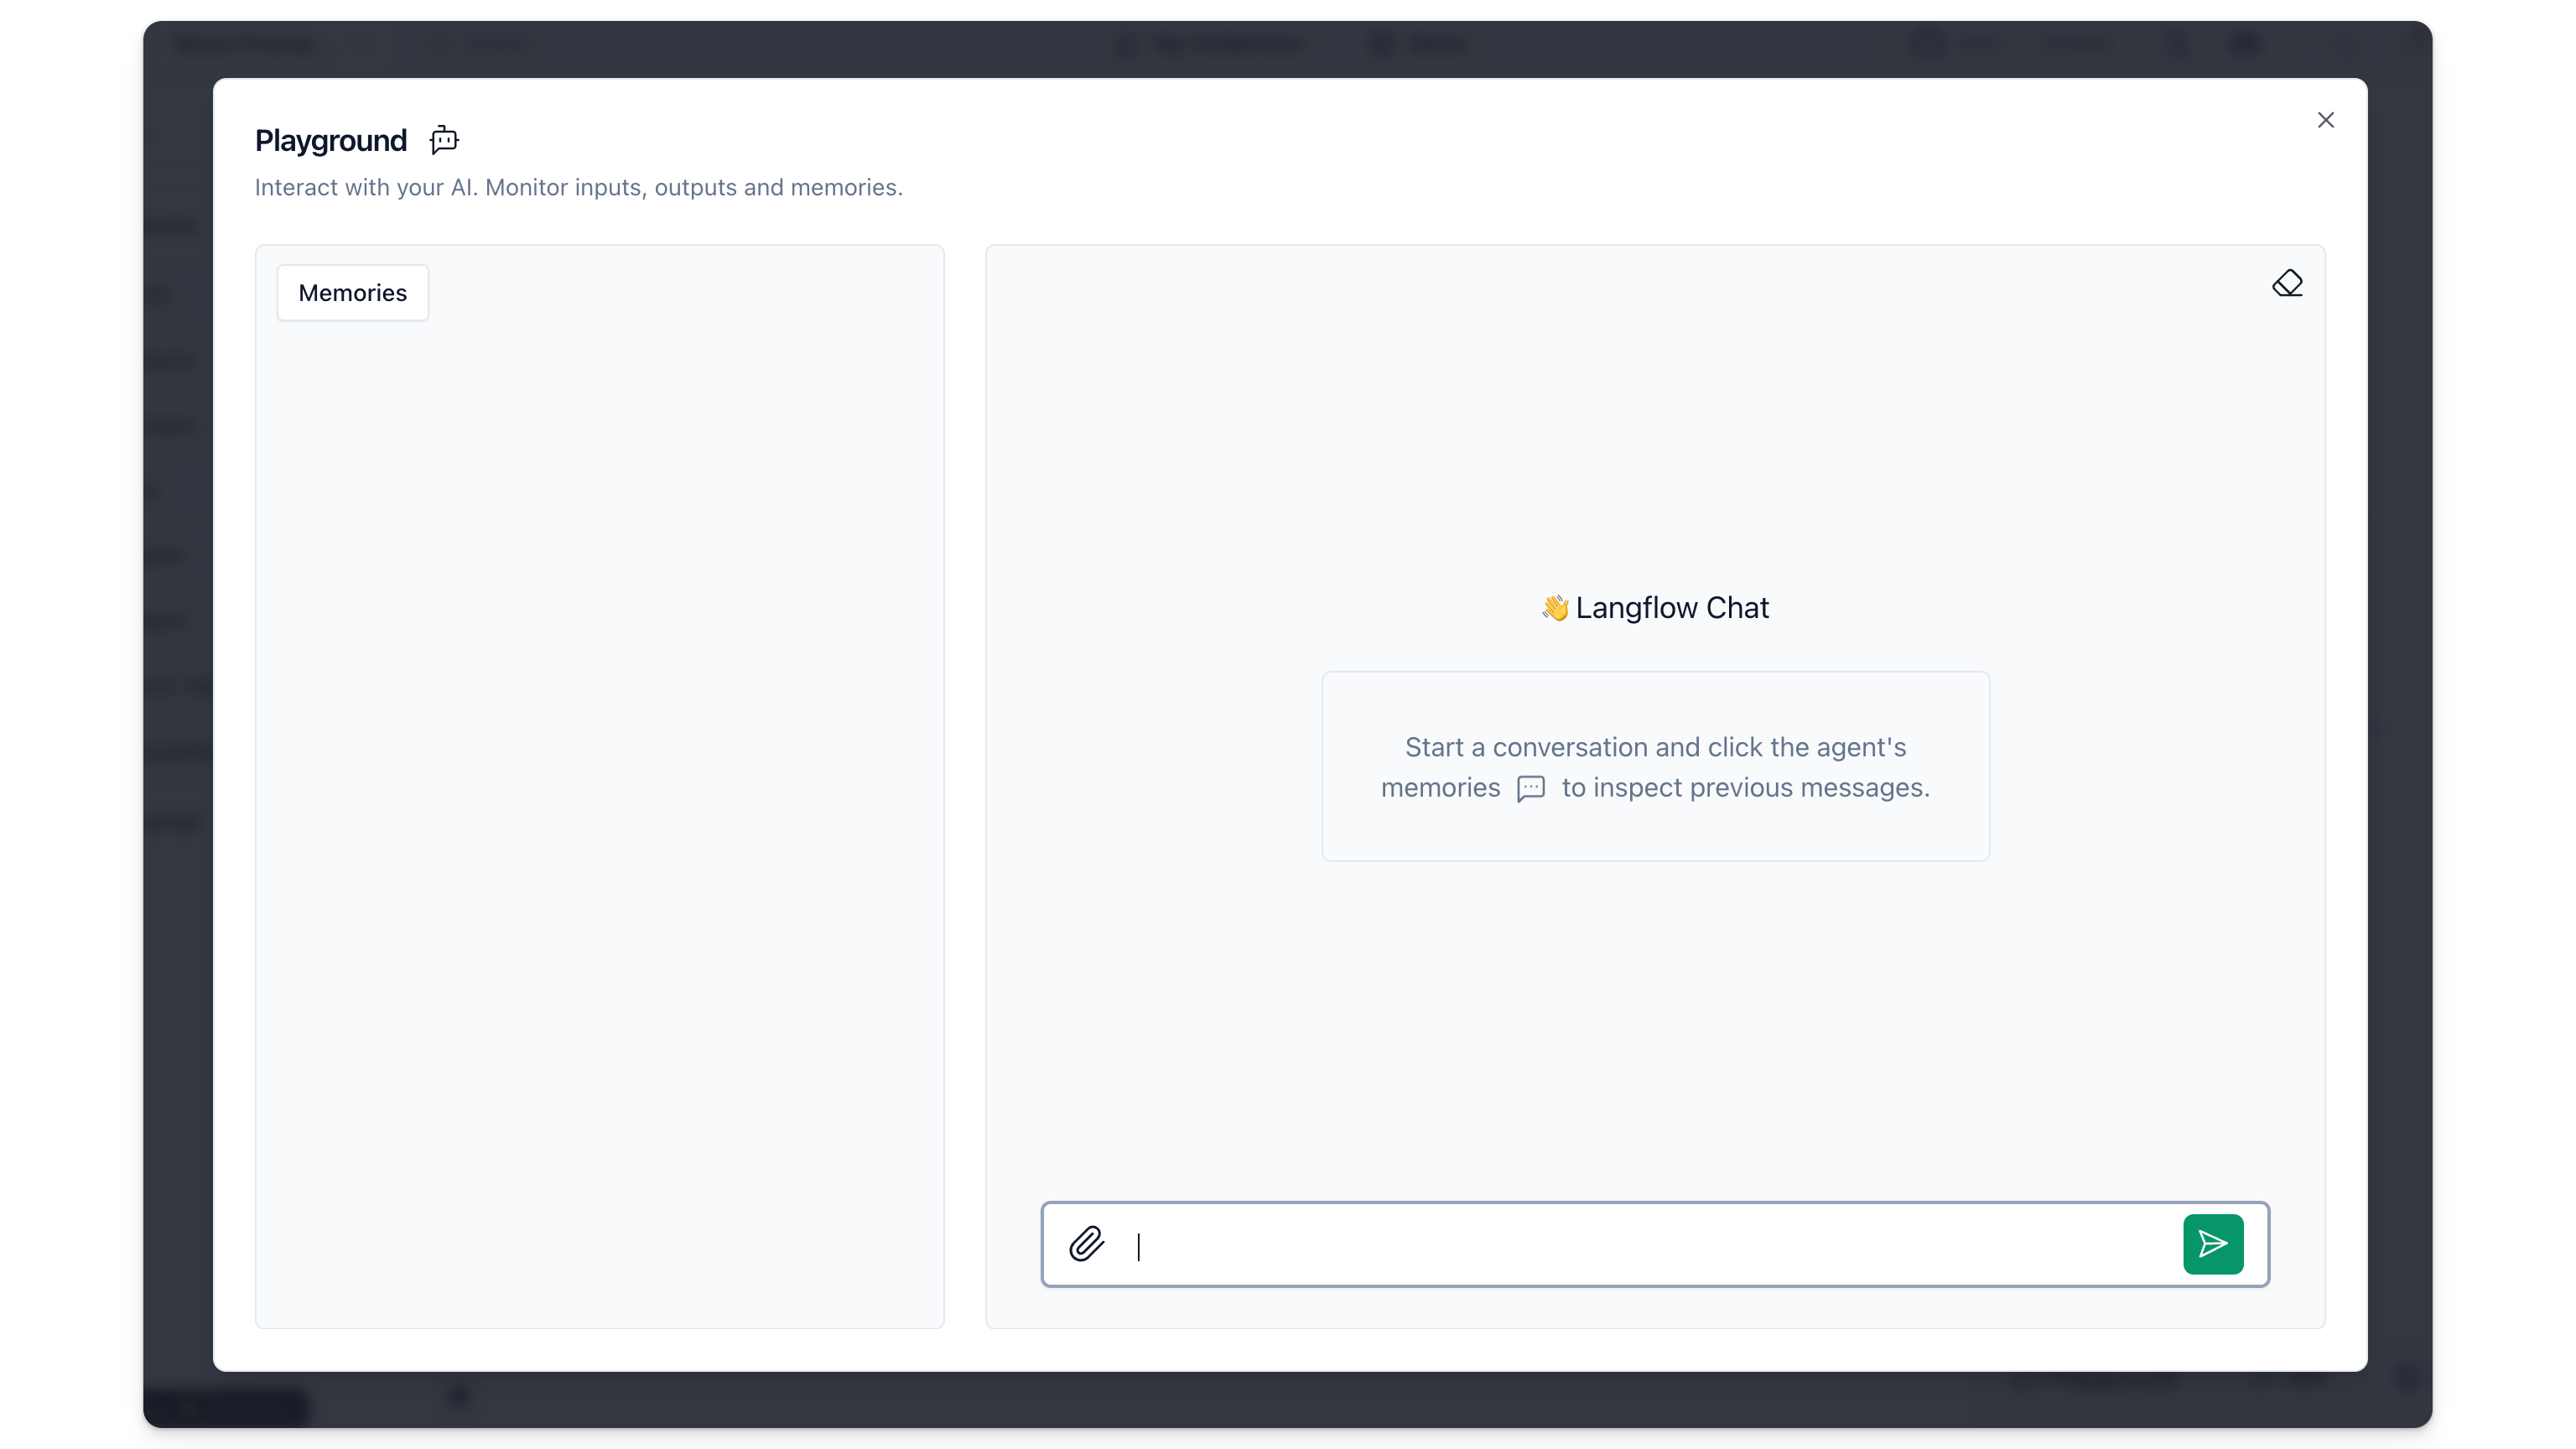 Playground
Interact with your AI. Monitor inputs, outputs and memories.
Memories
👋 Langflow Chat
Start a conversation and click the agent's
memories to inspect previous messages.